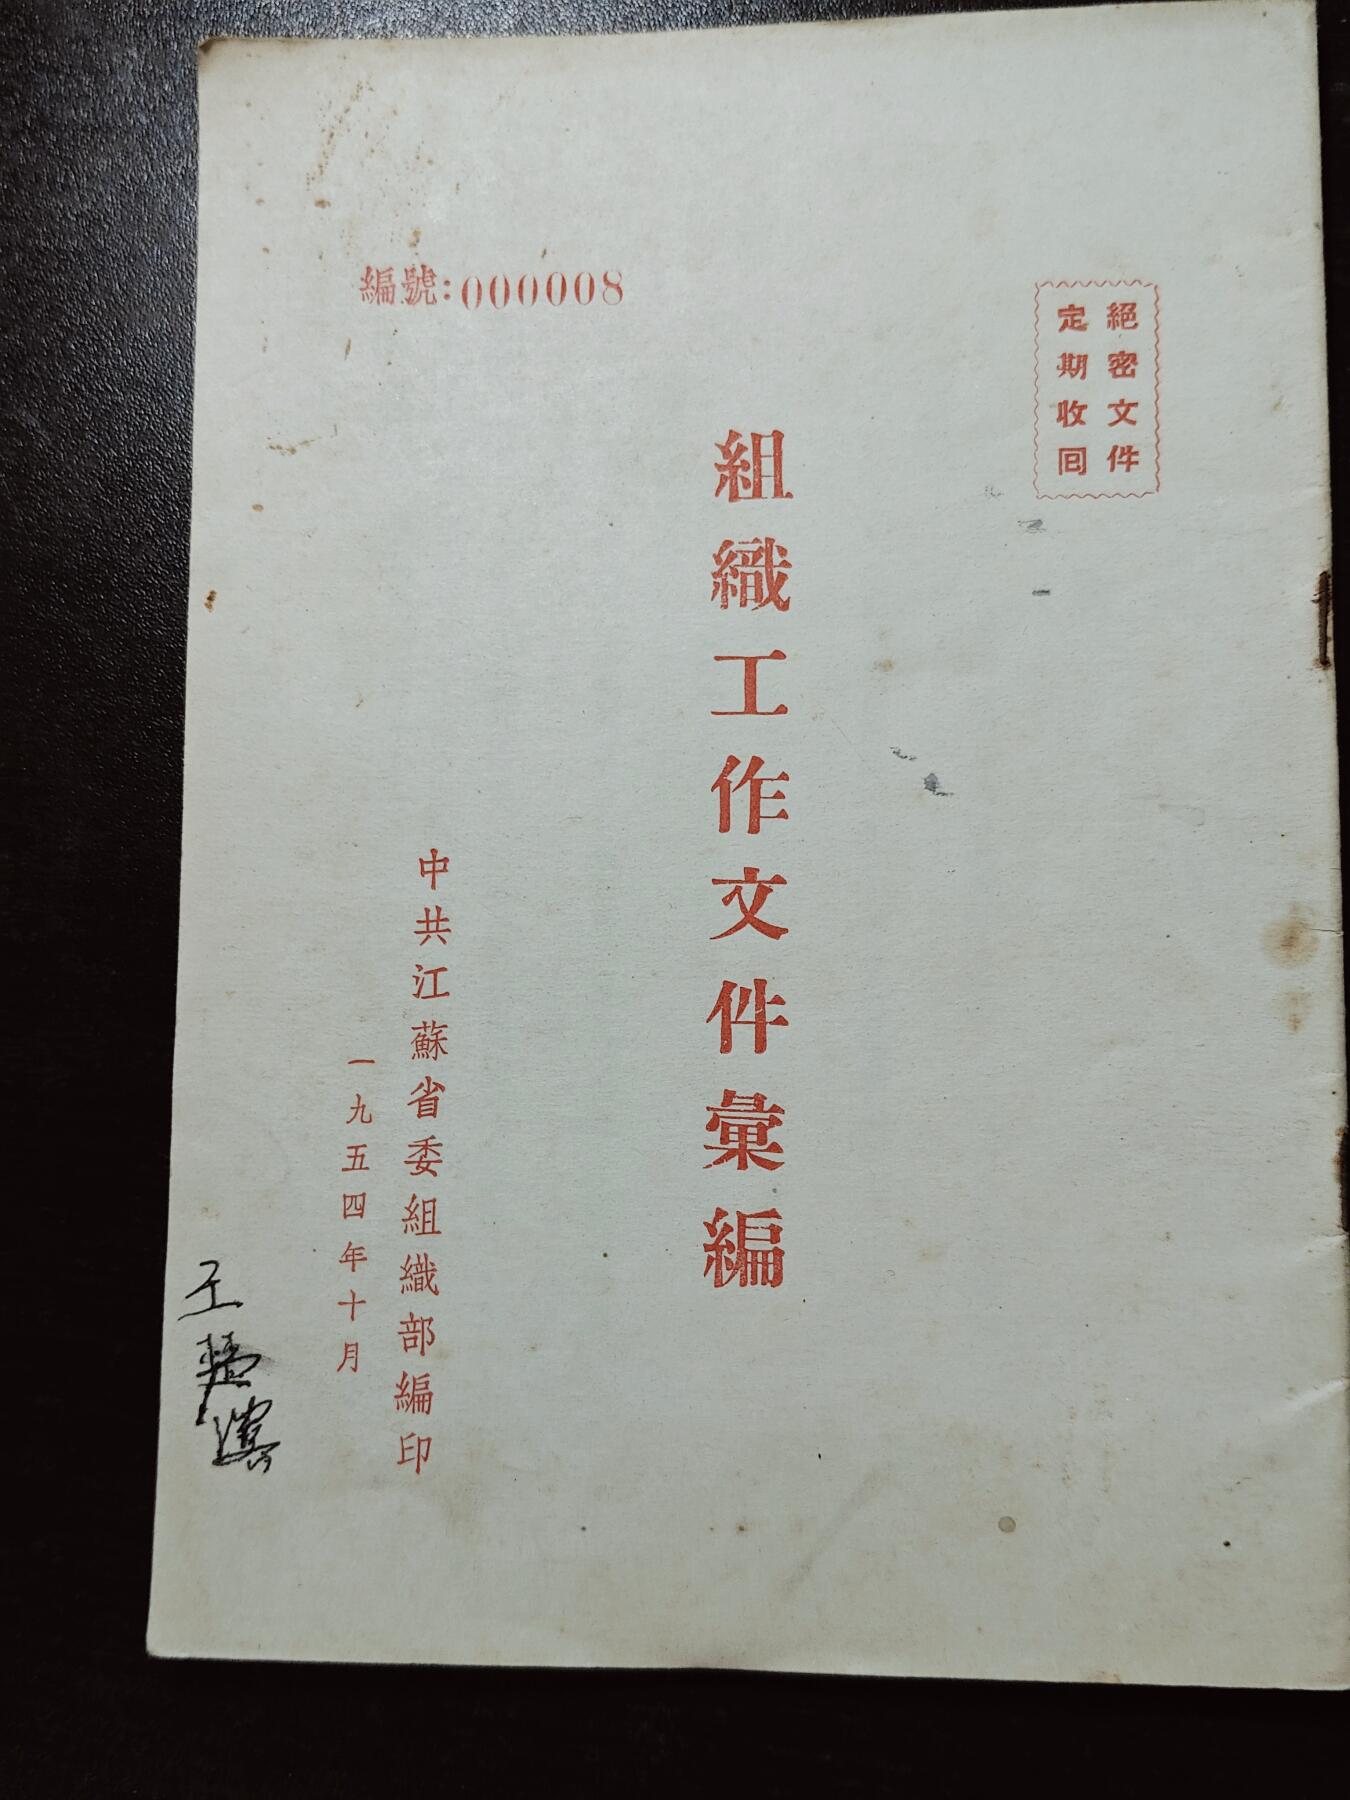 絕密文件
定期收囘
編號:000008
組織工作文件彙編
中共江蘇省委組織部編印
一九五四年十月